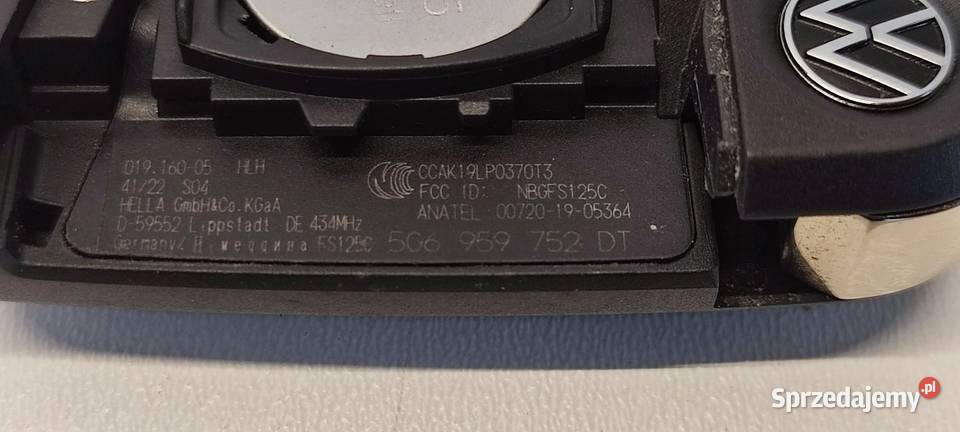 019.160-05 HLH
41/22 S04
HELLA GmbH&Co.KGaA
D-59552 Lippstadt DE 434MHz
Germany FS125C
CCAK19LP0370T3
FCC ID: NBGFS125C
ANATEL 00720-19-05364
5G6 959 752 DT
Sprzedajemy.pl